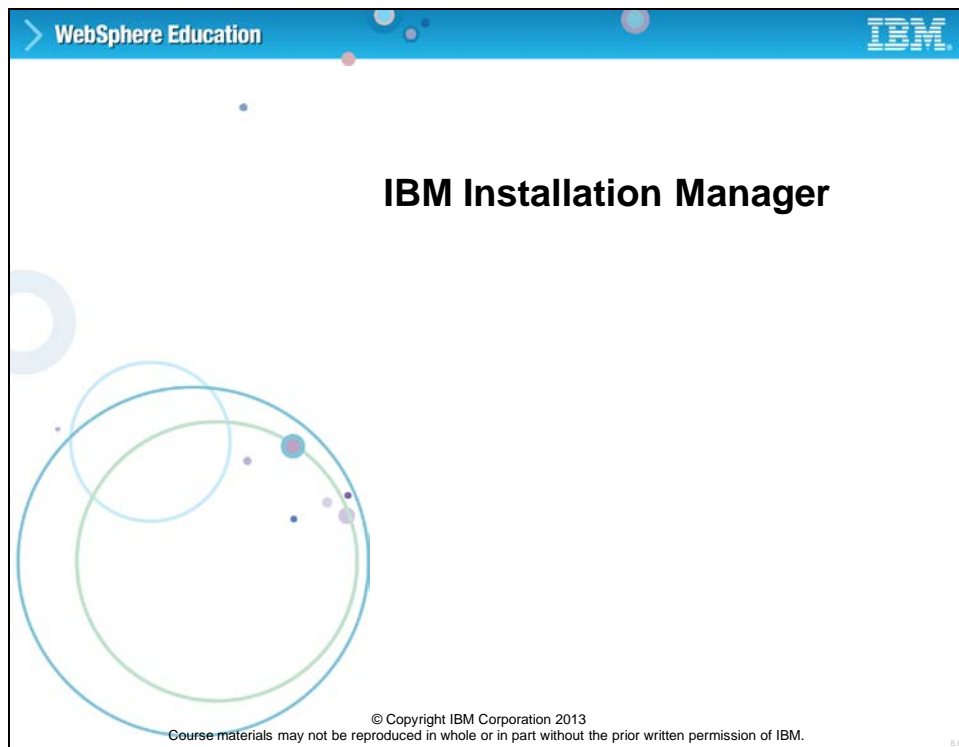 WebSphere Education
IBM.
IBM Installation Manager
© Copyright IBM Corporation 2013
Course materials may not be reproduced in whole or in part without the prior written permission of IBM.